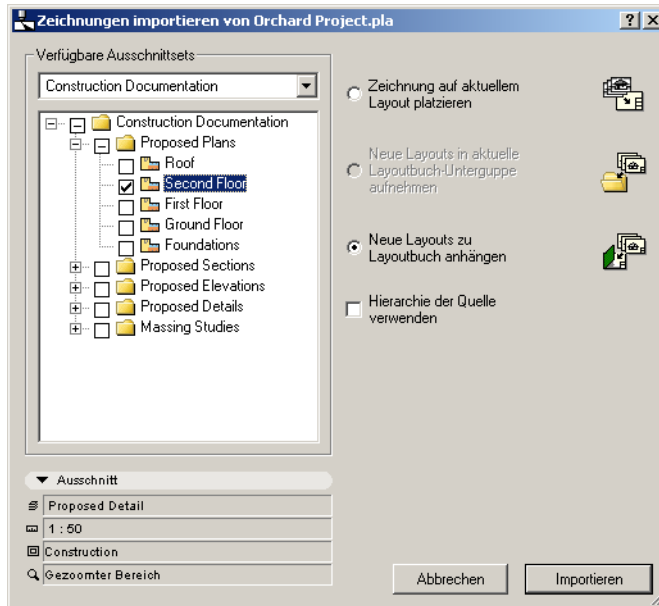 Zeichnungen importieren von Orchard Project.pla
Verfügbare Ausschnittsets
Construction Documentation
Construction Documentation
Proposed Plans
Roof
Second Floor
First Floor
Ground Floor
Foundations
Proposed Sections
Proposed Elevations
Proposed Details
Massing Studies
Zeichnung auf aktuellem
Layout platzieren
Neue Layouts in aktuelle
Layoutbuch-Unterguppe
aufnehmen
Neue Layouts zu
Layoutbuch anhängen
Hierarchie der Quelle
verwenden
Ausschnitt
Proposed Detail
1 : 50
Construction
Gezoomter Bereich
Abbrechen
Importieren